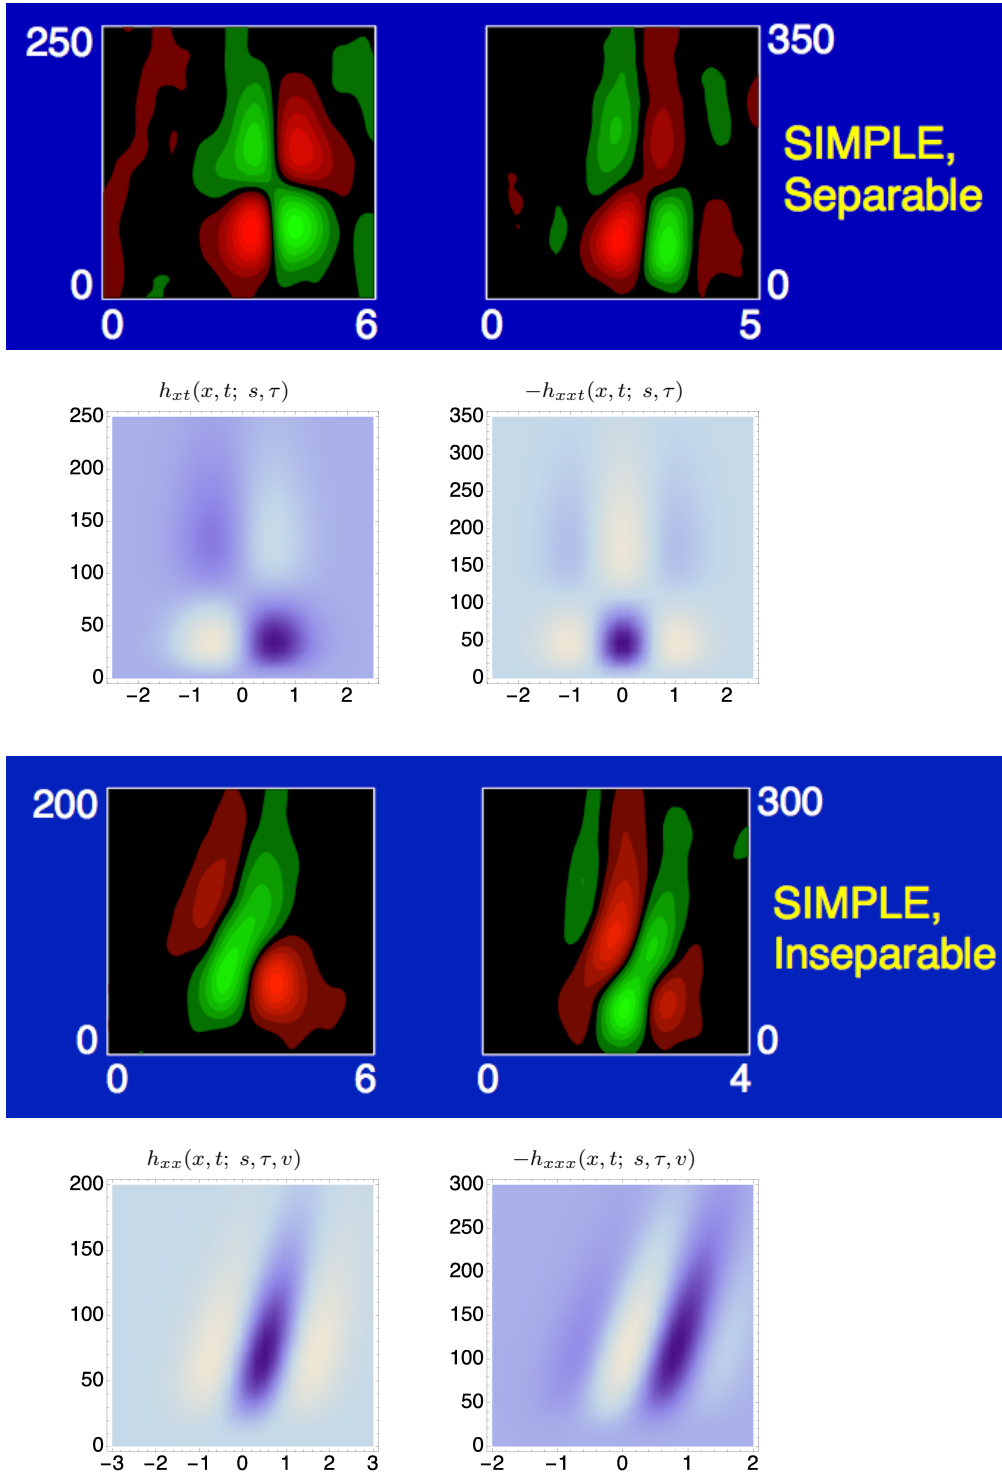 250
350
SIMPLE,
Separable
0
0
0 6 0 5
h_{xt}(x, t; s, τ)
−h_{xxt}(x, t; s, τ)
250
200
150
100
50
0
−2 −1 0 1 2
350
300
250
200
150
100
50
0
−2 −1 0 1 2
200
300
SIMPLE,
Inseparable
0
0
0 6 0 4
h_{xx}(x, t; s, τ, v)
−h_{xxx}(x, t; s, τ, v)
200
150
100
50
0
−3 −2 −1 0 1 2 3
300
250
200
150
100
50
0
−2 −1 0 1 2